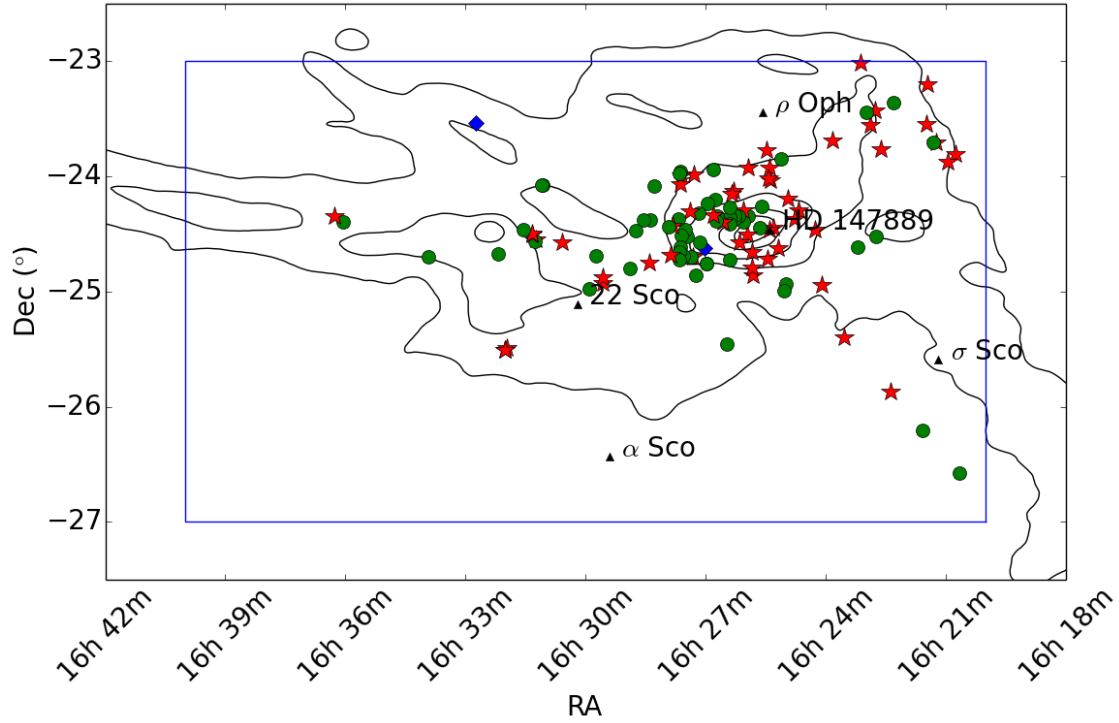 −23
−24
−25
−26
−27
Dec (°)
ρ Oph
HD 147889
22 Sco
σ Sco
α Sco
16h 42m
16h 39m
16h 36m
16h 33m
16h 30m
16h 27m
16h 24m
16h 21m
16h 18m
RA